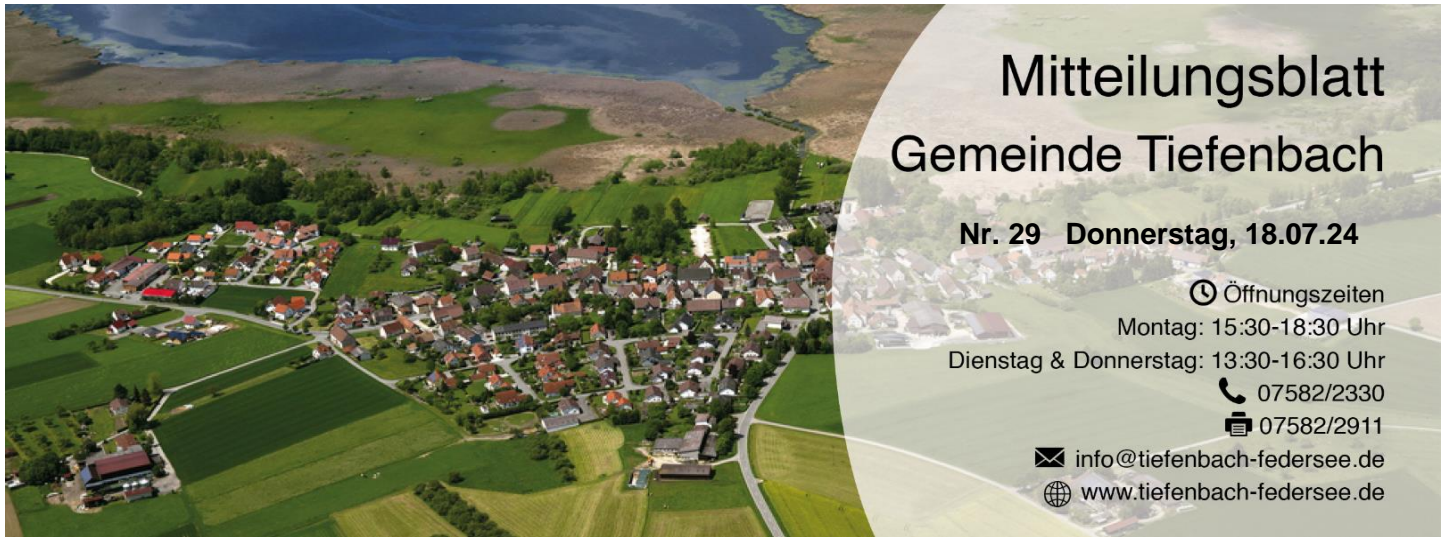 Mitteilungsblatt
Gemeinde Tiefenbach
Nr. 29 Donnerstag, 18.07.24
Öffnungszeiten
Montag: 15:30-18:30 Uhr
Dienstag & Donnerstag: 13:30-16:30 Uhr
07582/2330
07582/2911
info@tiefenbach-federsee.de
www.tiefenbach-federsee.de